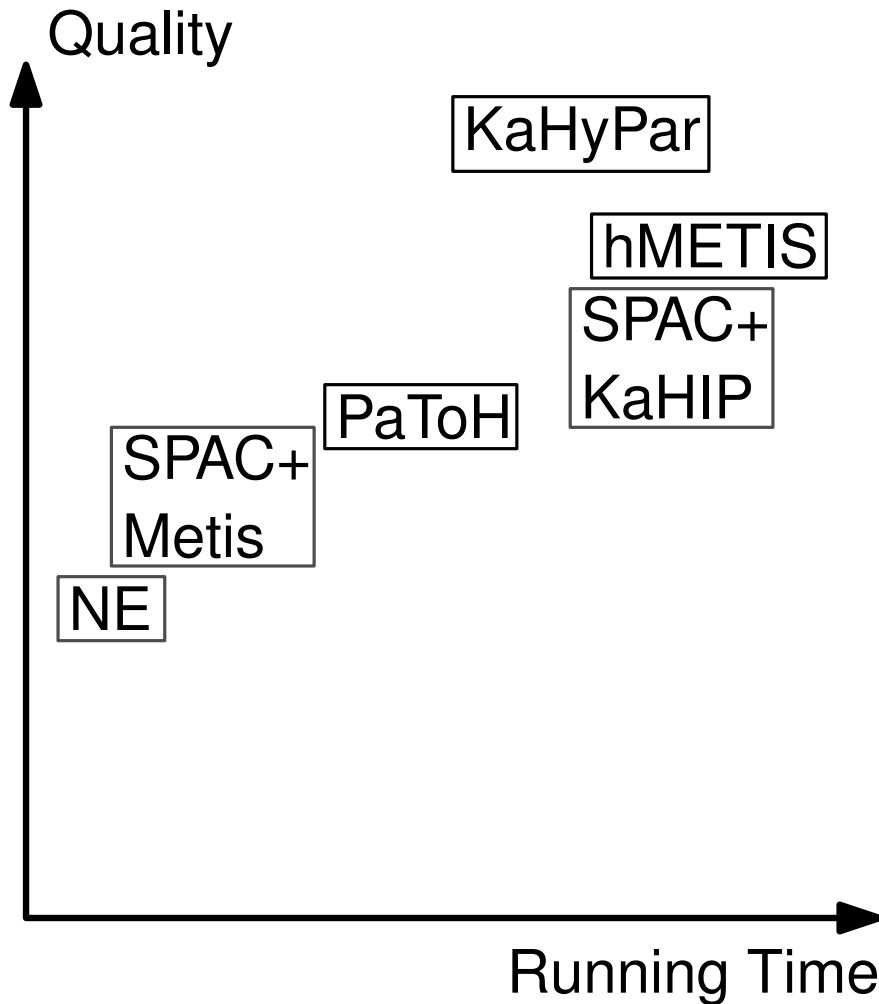 Quality
KaHyPar
hMETIS
SPAC+
KaHIP
PaToH
SPAC+
Metis
NE
Running Time